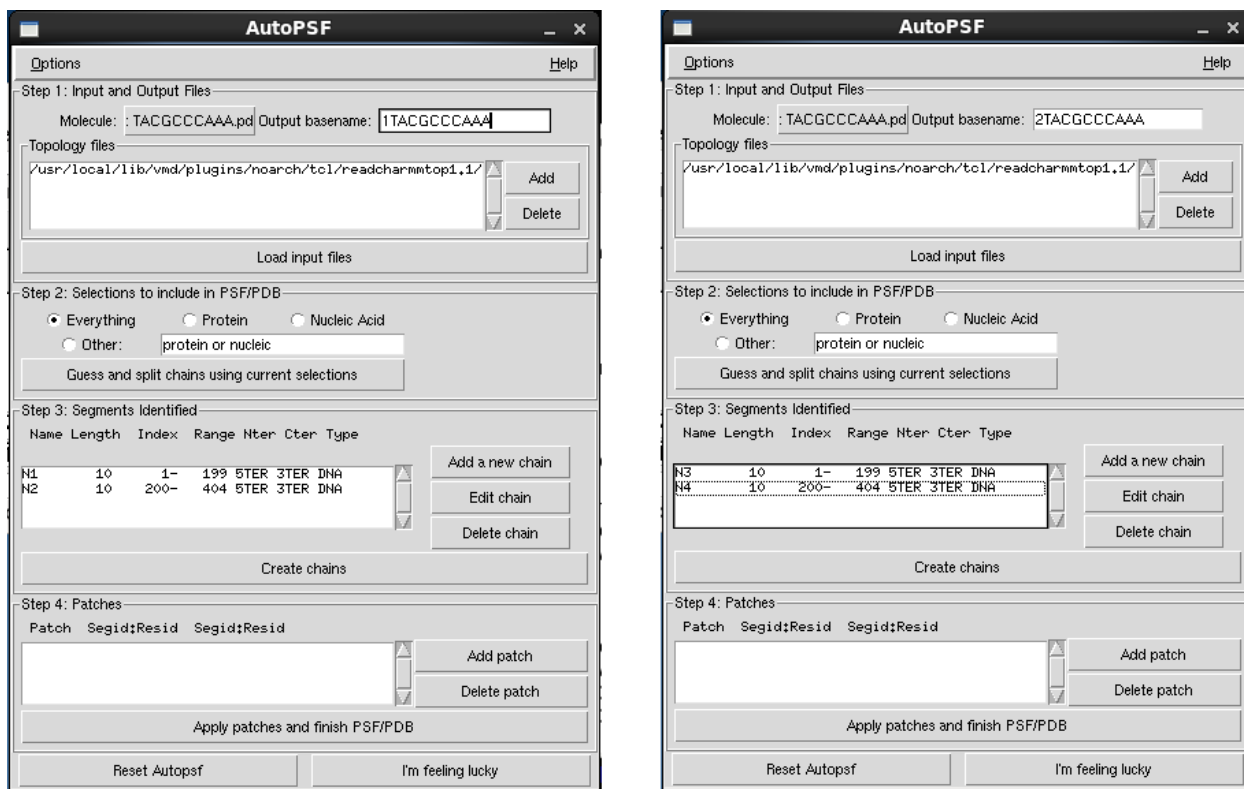 AutoPSF
Options Help
Step 1: Input and Output Files
Molecule: : TACGCCCAAA.pd Output basename: 1TACGCCCAAA
Topology files
/usr/local/lib/vmd/plugins/noarch/tcl/readcharmmtop1.1/
Add
Delete
Load input files
Step 2: Selections to include in PSF/PDB
Everything Protein Nucleic Acid
Other: protein or nucleic
Guess and split chains using current selections
Step 3: Segments Identified
Name Length Index Range Nter Cter Type
N1 10 1- 199 5TER 3TER DNA
N2 10 200- 404 5TER 3TER DNA
Add a new chain
Edit chain
Delete chain
Create chains
Step 4: Patches
Patch Segid:Resid Segid:Resid
Add patch
Delete patch
Apply patches and finish PSF/PDB
Reset Autopsf I'm feeling lucky
AutoPSF
Options Help
Step 1: Input and Output Files
Molecule: : TACGCCCAAA.pd Output basename: 2TACGCCCAAA
Topology files
/usr/local/lib/vmd/plugins/noarch/tcl/readcharmmtop1.1/
Add
Delete
Load input files
Step 2: Selections to include in PSF/PDB
Everything Protein Nucleic Acid
Other: protein or nucleic
Guess and split chains using current selections
Step 3: Segments Identified
Name Length Index Range Nter Cter Type
N3 10 1- 199 5TER 3TER DNA
N4 10 200- 404 5TER 3TER DNA
Add a new chain
Edit chain
Delete chain
Create chains
Step 4: Patches
Patch Segid:Resid Segid:Resid
Add patch
Delete patch
Apply patches and finish PSF/PDB
Reset Autopsf I'm feeling lucky